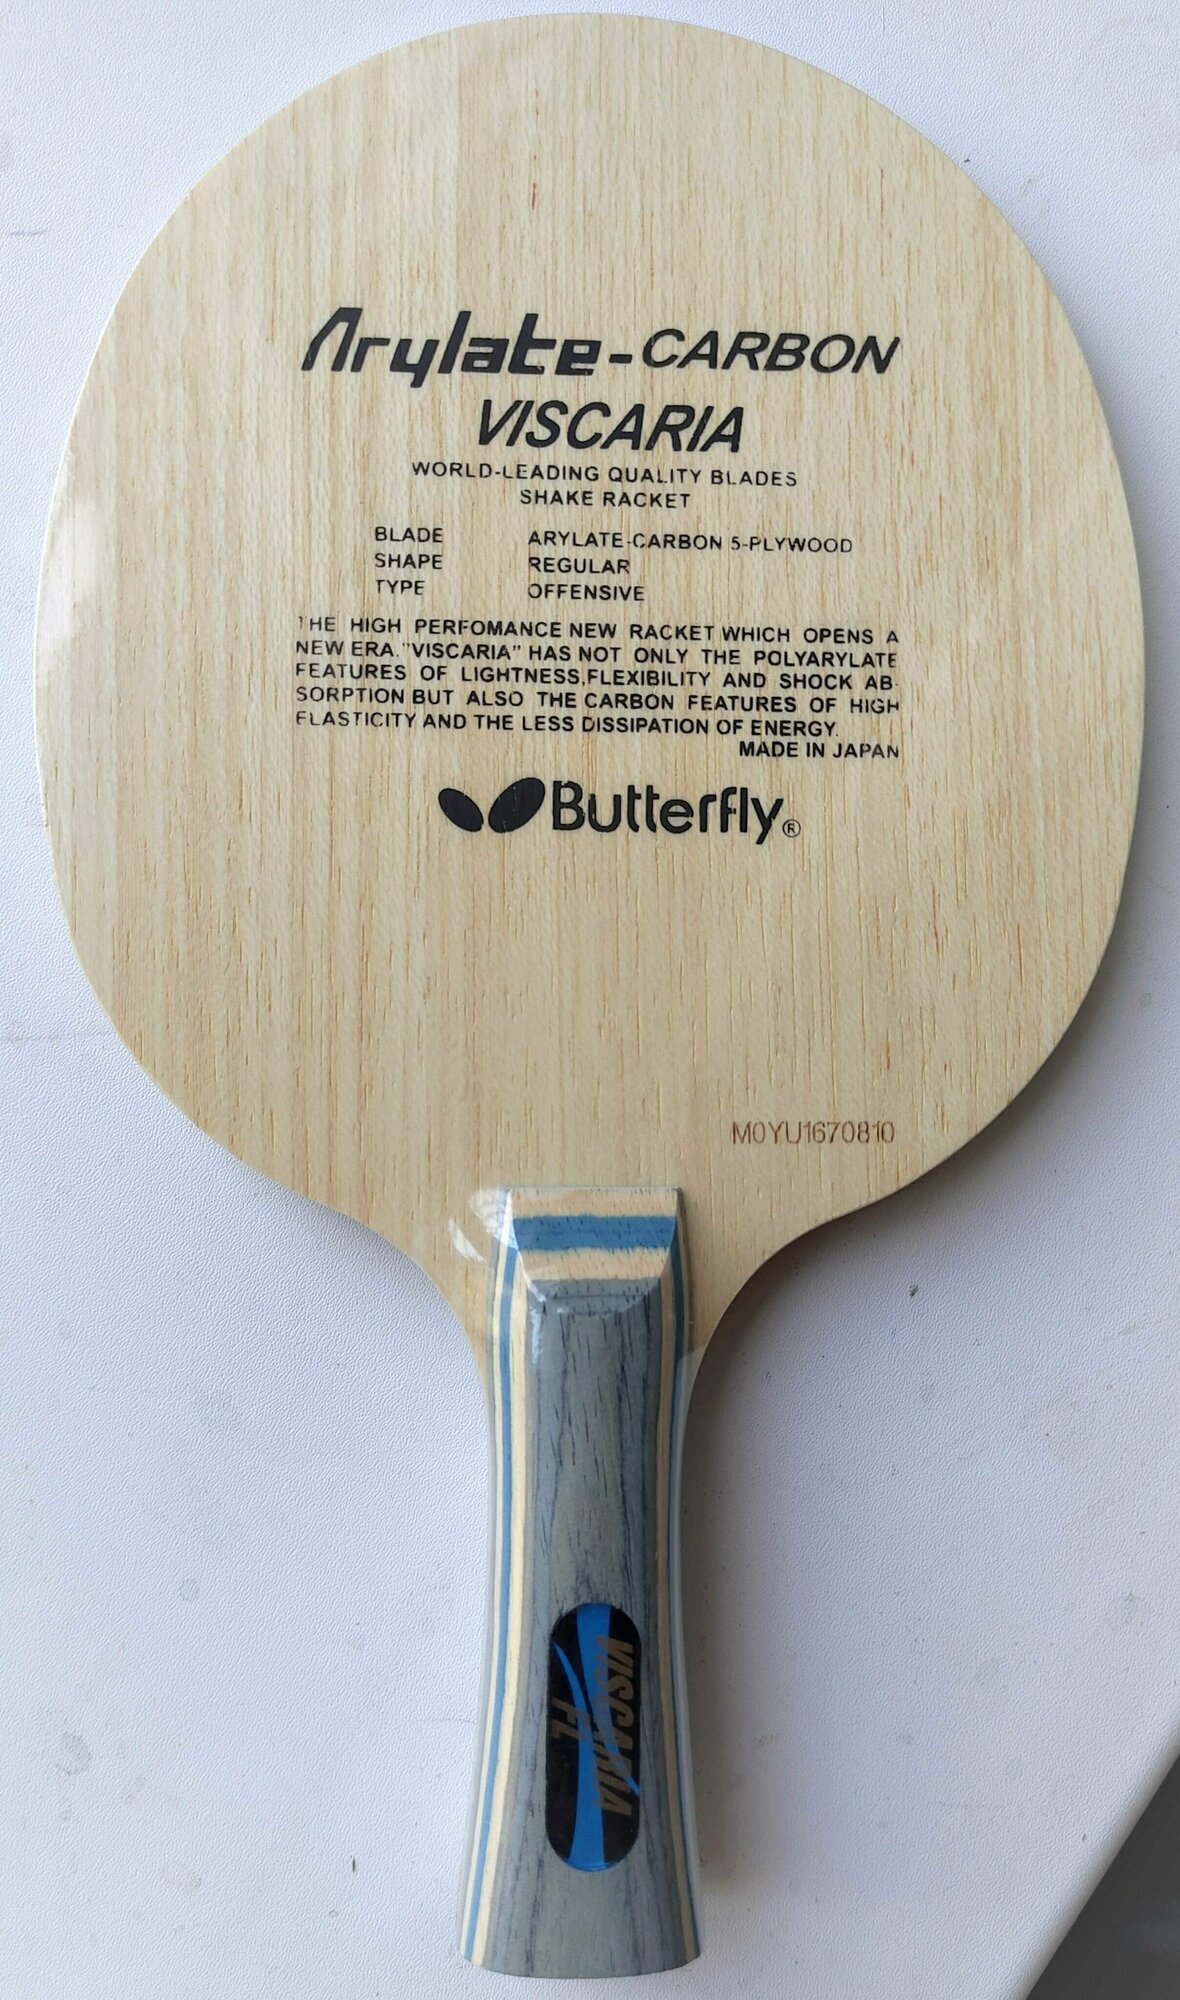 Arylate-CARBON
VISCARIA
WORLD-LEADING QUALITY BLADES
SHAKE RACKET
BLADE ARYLATE-CARBON 5-PLYWOOD
SHAPE REGULAR
TYPE OFFENSIVE
THE HIGH PERFOMANCE NEW RACKET WHICH OPENS A
NEW ERA."VISCARIA" HAS NOT ONLY THE POLYARYLATE
FEATURES OF LIGHTNESS,FLEXIBILITY AND SHOCK AB-
SORPTION BUT ALSO THE CARBON FEATURES OF HIGH
ELASTICITY AND THE LESS DISSIPATION OF ENERGY.
MADE IN JAPAN
Butterfly®
M0YU1670810
VISCARIA
FL